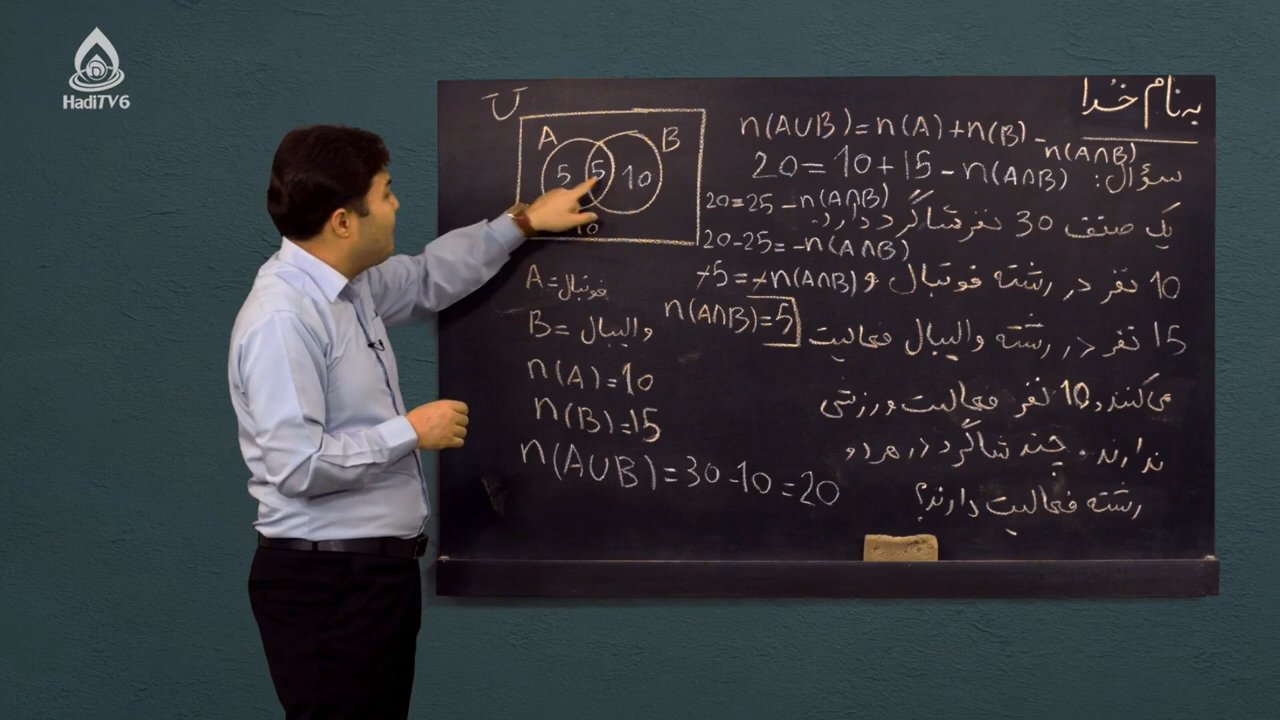 HadiTV6
به نام خدا
n(A∪B)=n(A)+n(B)-n(A∩B)
سؤال:
20=10+15-n(A∩B)
20=25-n(A∩B)
یک صنف 30 نفر شاگرد دارد.
20-25=-n(A∩B)
10 نفر در رشته فوتبال و
-5=-n(A∩B)
15 نفر در رشته والیبال فعالیت
n(A∩B)=5
می‌کنند و 10 نفر فعالیت ورزشی
ندارند. چند شاگرد در هر دو
رشته فعالیت دارند؟
U
A B
5 5 10
10
A= فوتبال
B= والیبال
n(A)=10
n(B)=15
n(A∪B)=30-10=20